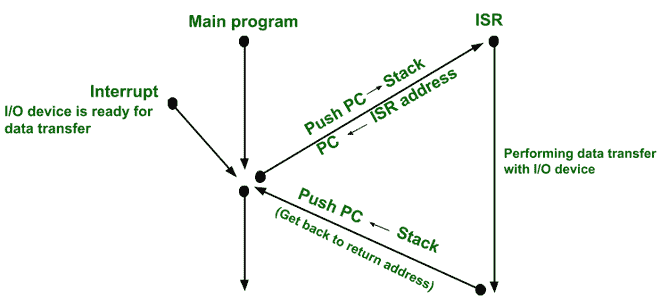 Main program
ISR
Interrupt
I/O device is ready for
data transfer
Push PC → Stack
PC ← ISR address
Performing data transfer
with I/O device
Push PC ← Stack
(Get back to return address)